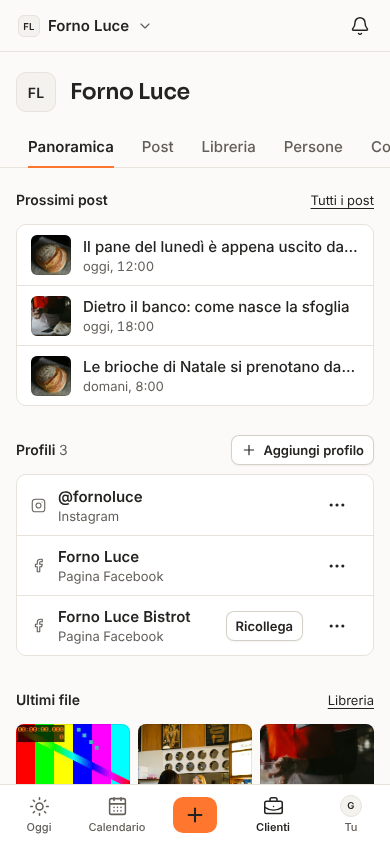 FL Forno Luce
FL Forno Luce
Panoramica Post Libreria Persone Co
Prossimi post Tutti i post
Il pane del lunedì è appena uscito da...
oggi, 12:00
Dietro il banco: come nasce la sfoglia
oggi, 18:00
Le brioche di Natale si prenotano da...
domani, 8:00
Profili 3 Aggiungi profilo
@fornoluce
Instagram
Forno Luce
Pagina Facebook
Forno Luce Bistrot
Pagina Facebook
Ricollega
Ultimi file Libreria
Oggi Calendario Clienti G Tu